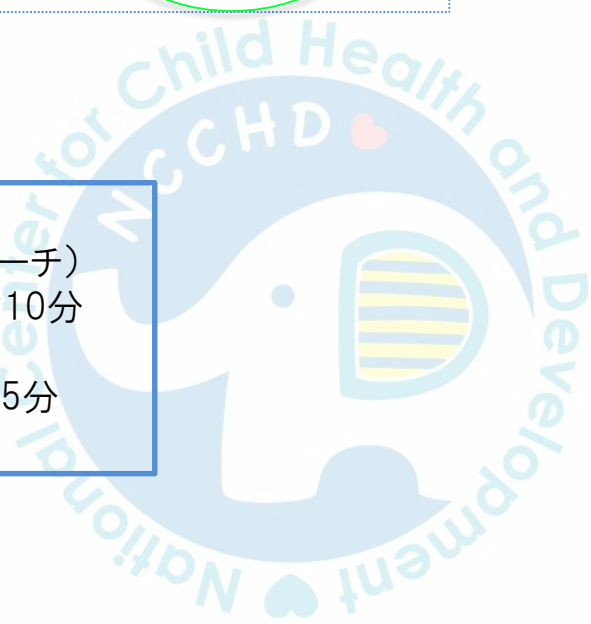 National Center for Child Health and Development
NCCHD
ーチ)
10分
5分